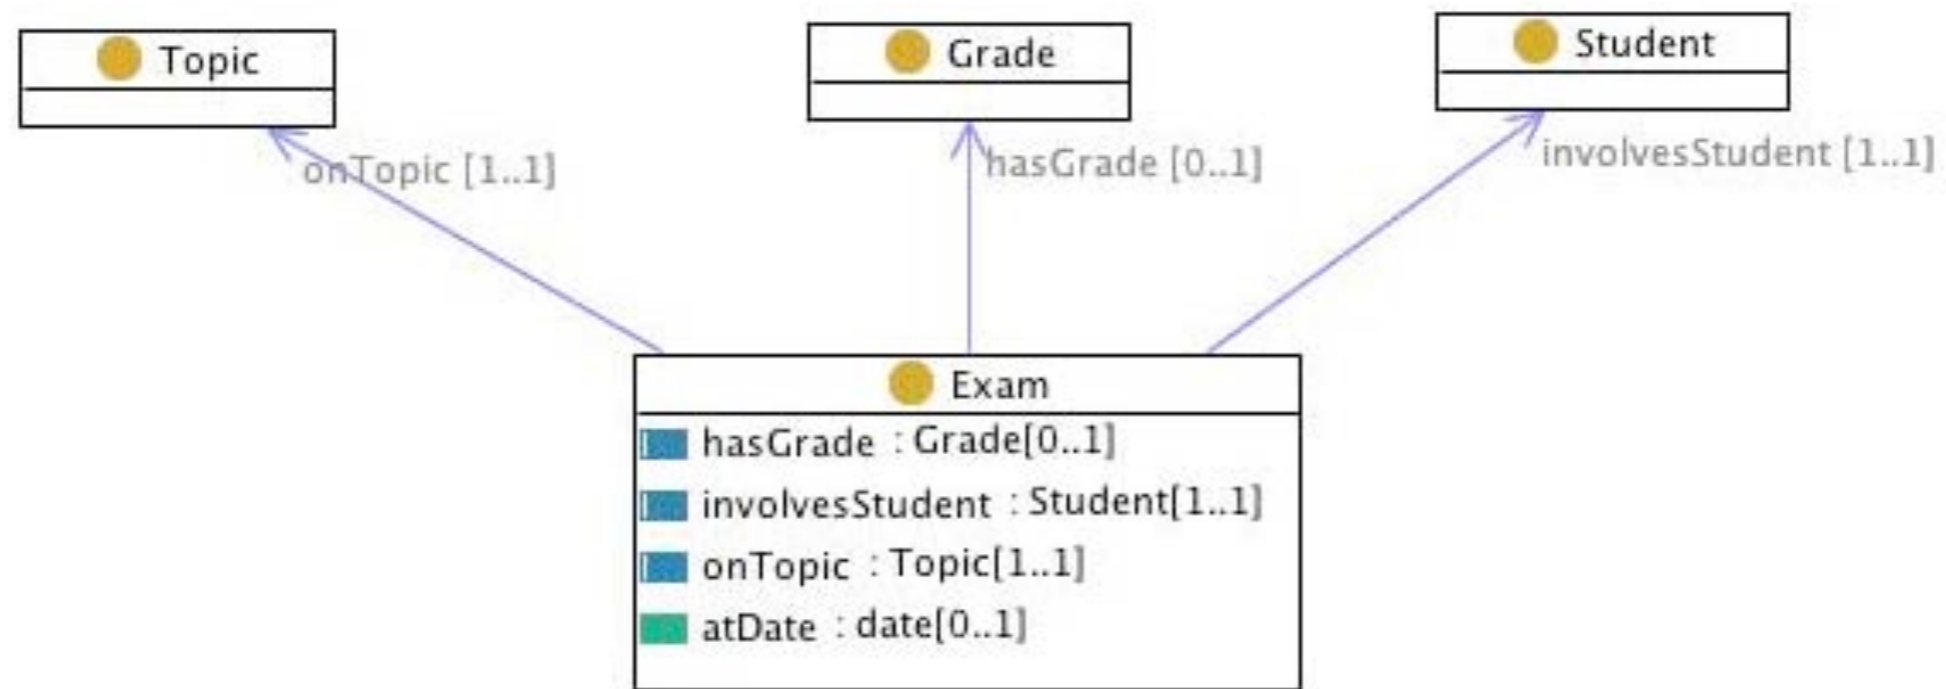 Topic
Grade
Student
onTopic [1..1]
hasGrade [0..1]
involvesStudent [1..1]
Exam
hasGrade : Grade[0..1]
involvesStudent : Student[1..1]
onTopic : Topic[1..1]
atDate : date[0..1]